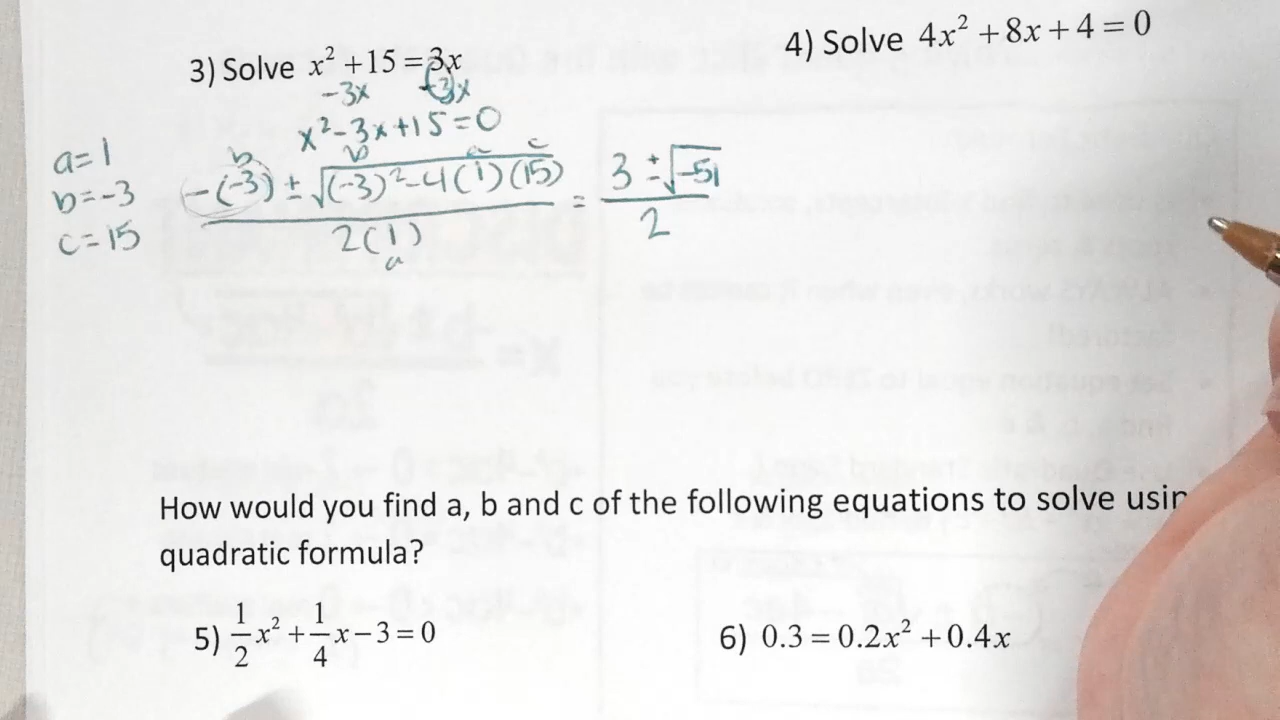 3) Solve x² + 15 = 3x
-3x -3x
x² - 3x + 15 = 0
a = 1
b = -3
c = 15
b b a c
-(-3) ± √(-3)² - 4(1)(15) = 3 ± √-51
2(1) 2
a
4) Solve 4x² + 8x + 4 = 0
How would you find a, b and c of the following equations to solve usin
quadratic formula?
5) 1/2 x² + 1/4 x - 3 = 0
6) 0.3 = 0.2x² + 0.4x